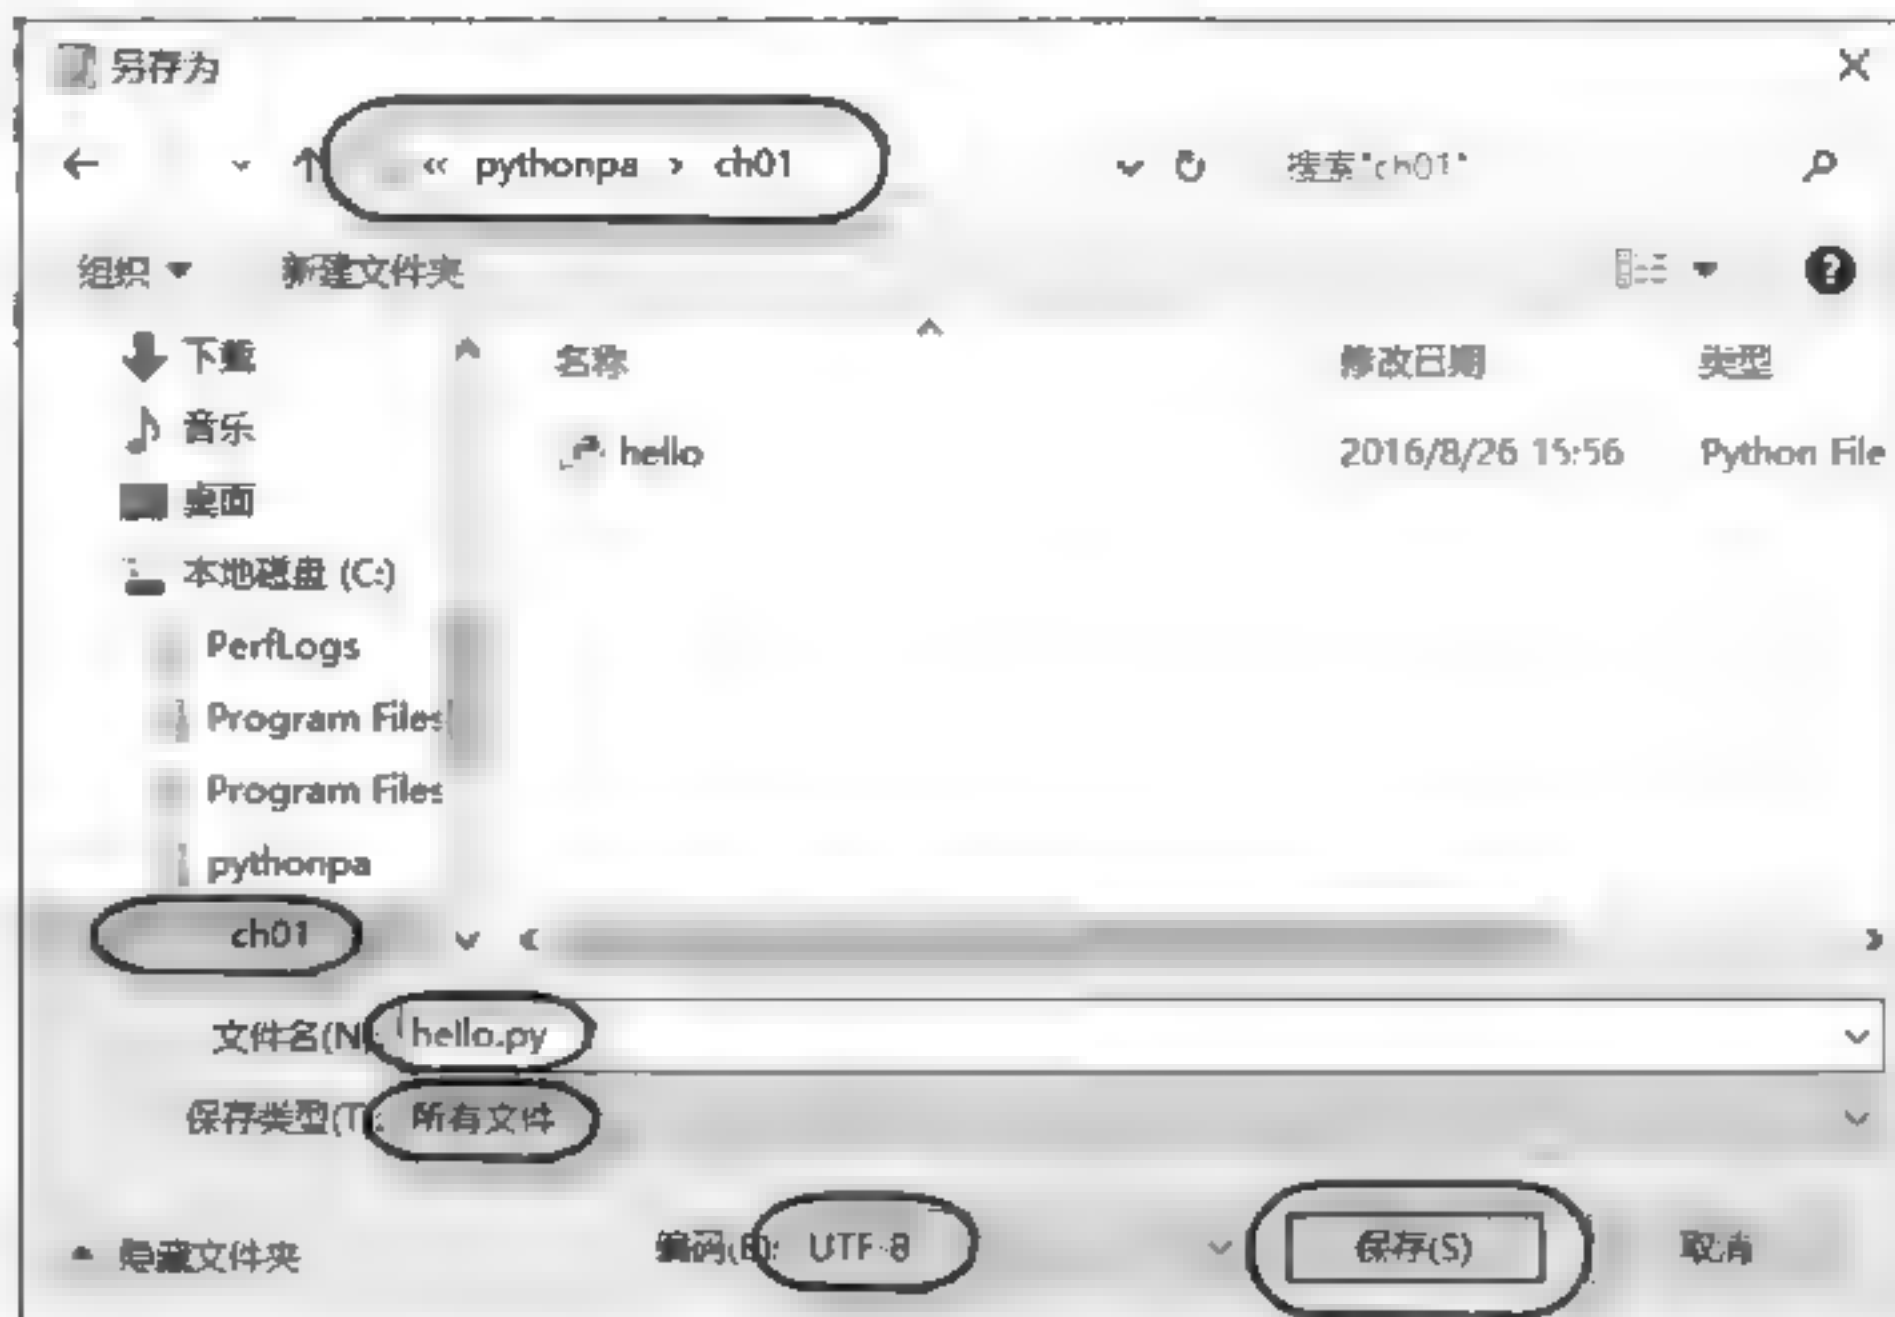 另存为
« pythonpa › ch01
搜索"ch01"
组织 新建文件夹
名称 修改日期 类型
下载
音乐
桌面
本地磁盘 (C:)
PerfLogs
Program Files
Program Files
pythonpa
ch01
hello 2016/8/26 15:56 Python File
文件名(N) hello.py
保存类型(T): 所有文件
隐藏文件夹 编码(E): UTF-8 保存(S) 取消